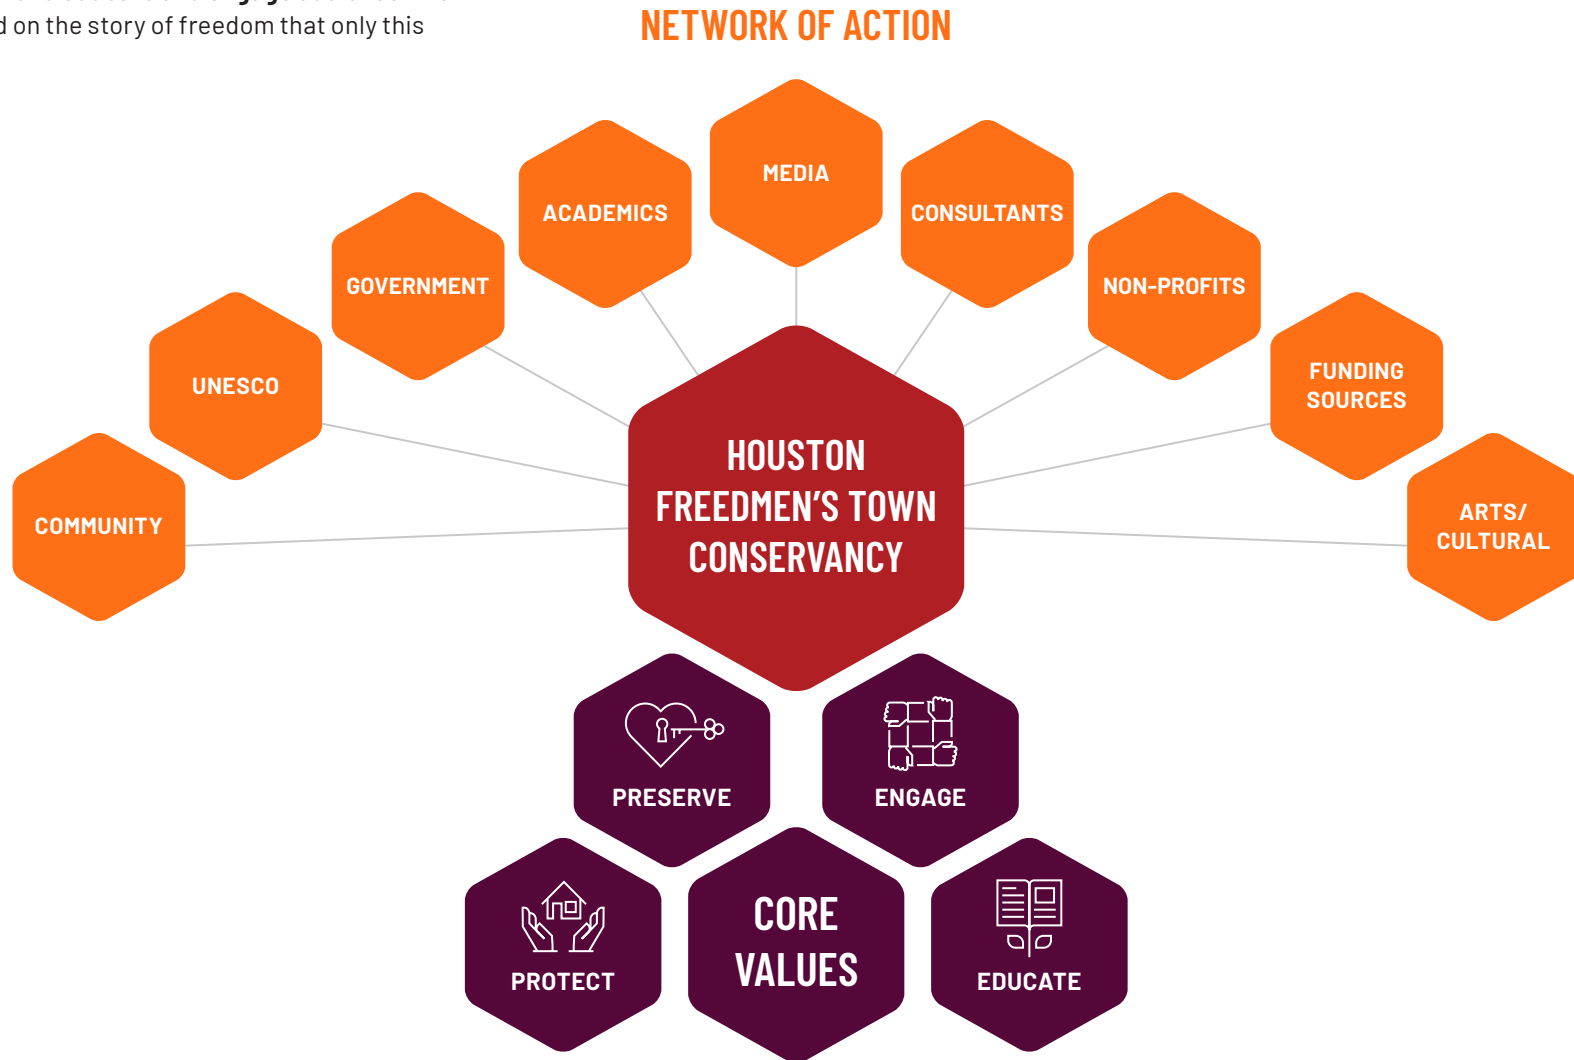 d on the story of freedom that only this
NETWORK OF ACTION
MEDIA
ACADEMICS
CONSULTANTS
GOVERNMENT
NON-PROFITS
UNESCO
FUNDING
SOURCES
COMMUNITY
ARTS/
CULTURAL
HOUSTON
FREEDMEN'S TOWN
CONSERVANCY
PRESERVE
ENGAGE
PROTECT
CORE
VALUES
EDUCATE